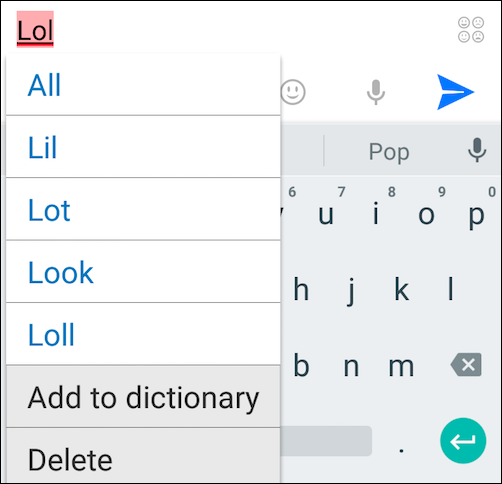 Lol
All
Lil
Lot
Look
Loll
Add to dictionary
Delete
Pop
6 7 8 9 0
u i o p
h j k l
b n m
.